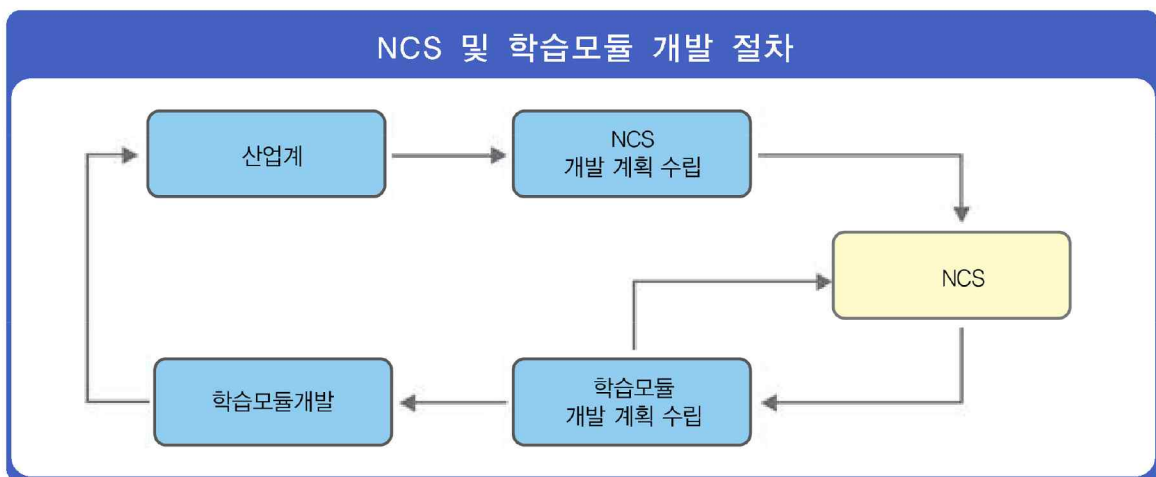 NCS 및 학습모듈 개발 절차
산업계
NCS
개발 계획 수립
NCS
학습모듈개발
학습모듈
개발 계획 수립